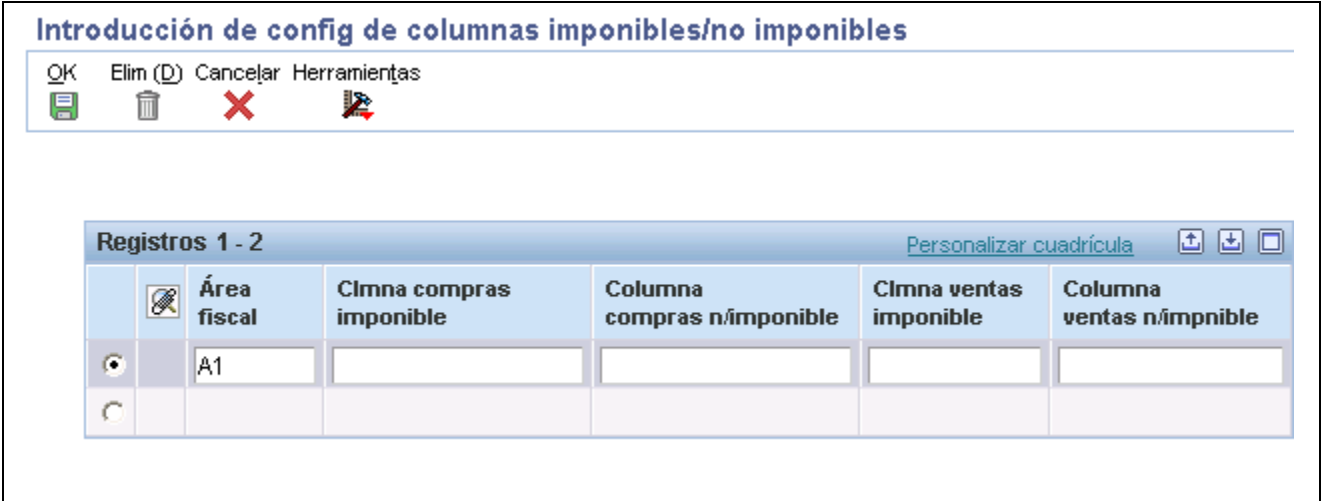 Introducción de config de columnas imponibles/no imponibles
OK Elim (D) Cancelar Herramientas
Registros 1 - 2 Personalizar cuadrícula
Área fiscal Clmna compras imponible Columna compras n/imponible Clmna ventas imponible Columna ventas n/impnible
A1